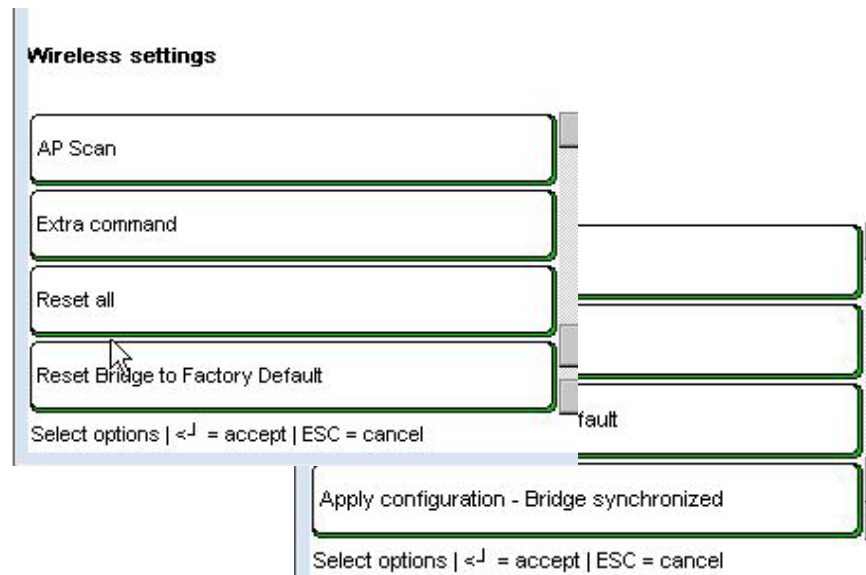 Wireless settings
AP Scan
Extra command
Reset all
Reset Bridge to Factory Default
Select options | <┘ = accept | ESC = cancel
fault
Apply configuration - Bridge synchronized
Select options | <┘ = accept | ESC = cancel